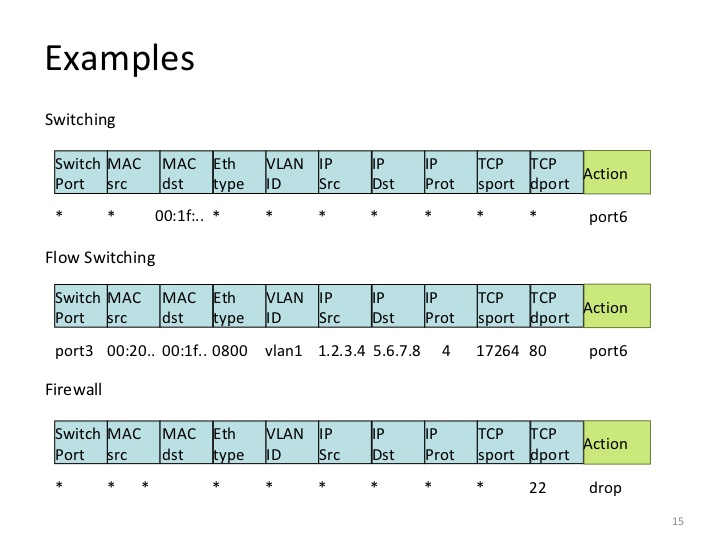 Examples
Switching
Switch MAC MAC Eth VLAN IP IP IP TCP TCP Action
Port src dst type ID Src Dst Prot sport dport
* * 00:1f:.. * * * * * * * port6
Flow Switching
Switch MAC MAC Eth VLAN IP IP IP TCP TCP Action
Port src dst type ID Src Dst Prot sport dport
port3 00:20.. 00:1f.. 0800 vlan1 1.2.3.4 5.6.7.8 4 17264 80 port6
Firewall
Switch MAC MAC Eth VLAN IP IP IP TCP TCP Action
Port src dst type ID Src Dst Prot sport dport
* * * * * * * * * 22 drop
15